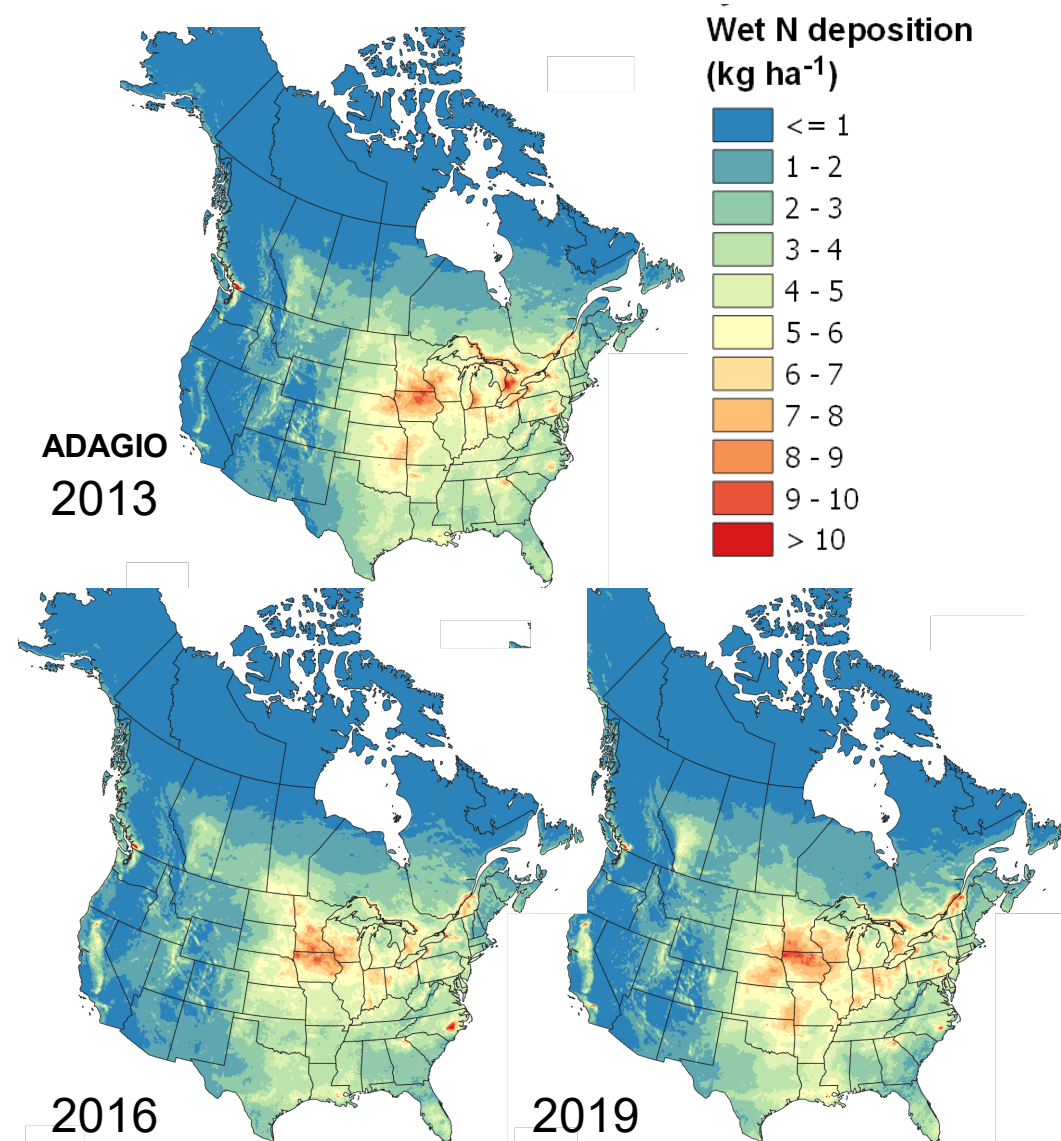 Wet N deposition
(kg ha-1)
<= 1
1 - 2
2 - 3
3 - 4
4 - 5
5 - 6
6 - 7
7 - 8
8 - 9
9 - 10
> 10
ADAGIO
2013
2016
2019